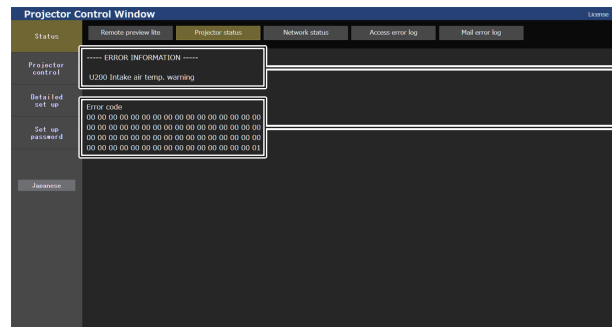 Projector Control Window
License
Status
Remote preview lite
Projector status
Network status
Access error log
Mail error log
Projector
control
Detailed
set up
Set up
password
Japanese
----- ERROR INFORMATION -----
U200 Intake air temp. warning
Error code
00 00 00 00 00 00 00 00 00 00 00 00 00 00 00 00
00 00 00 00 00 00 00 00 00 00 00 00 00 00 00 00
00 00 00 00 00 00 00 00 00 00 00 00 00 00 00 00
00 00 00 00 00 00 00 00 00 00 00 00 00 00 00 01